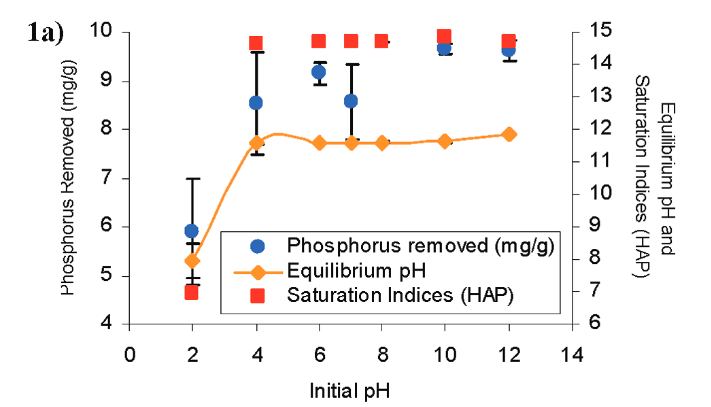 1a)
Phosphorus Removed (mg/g)
10
9
8
7
6
5
4
15
14
13
12
11
10
9
8
7
6
Equilibrium pH and
Saturation Indices (HAP)
Phosphorus removed (mg/g)
Equilibrium pH
Saturation Indices (HAP)
0 2 4 6 8 10 12 14
Initial pH